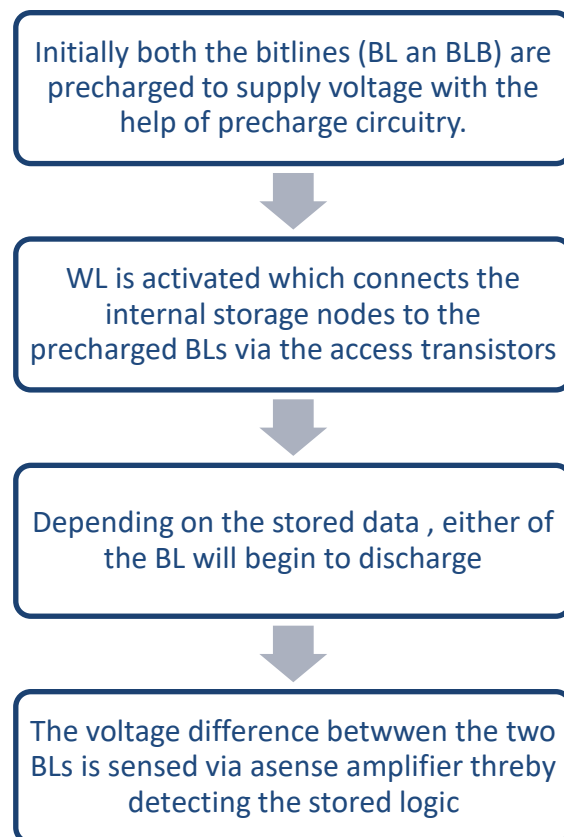 Initially both the bitlines (BL an BLB) are
precharged to supply voltage with the
help of precharge circuitry.
WL is activated which connects the
internal storage nodes to the
precharged BLs via the access transistors
Depending on the stored data , either of
the BL will begin to discharge
The voltage difference betwwen the two
BLs is sensed via asense amplifier threby
detecting the stored logic